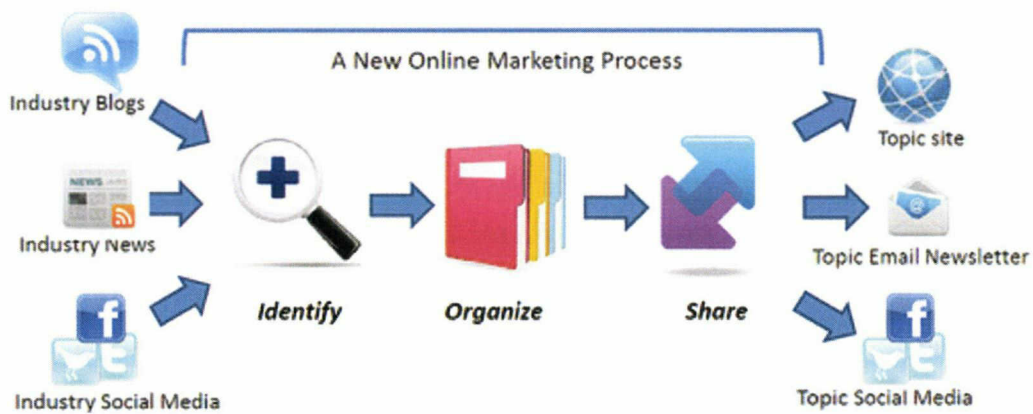 A New Online Marketing Process
Industry Blogs
Topic site
NEWS
Industry News
Topic Email Newsletter
Identify
Organize
Share
Industry Social Media
Topic Social Media